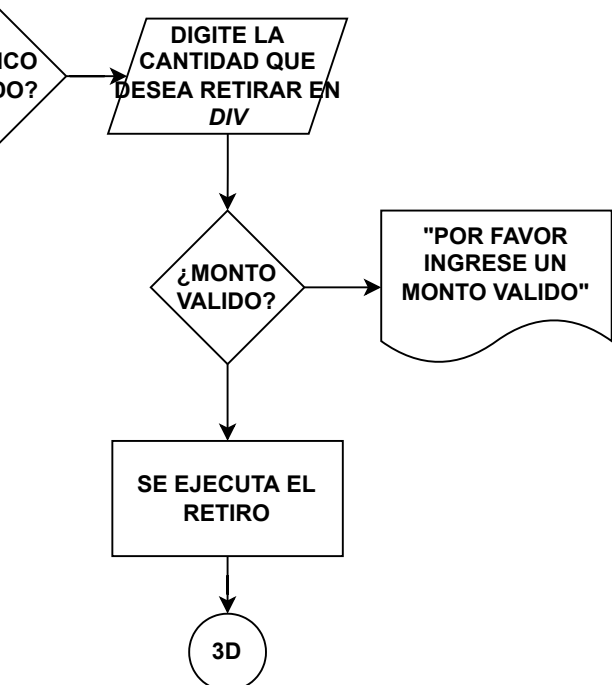 ICO
DO?
DIGITE LA
CANTIDAD QUE
DESEA RETIRAR EN
DIV
¿MONTO
VALIDO?
"POR FAVOR
INGRESE UN
MONTO VALIDO"
SE EJECUTA EL
RETIRO
3D